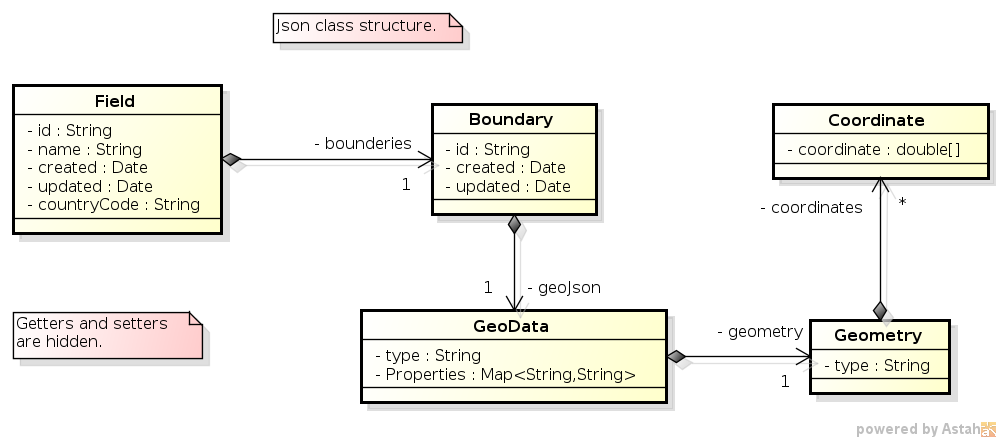 Json class structure.
Field
- id : String
- name : String
- created : Date
- updated : Date
- countryCode : String
- bounderies
1
Boundary
- id : String
- created : Date
- updated : Date
Coordinate
- coordinate : double[]
- coordinates
*
1
- geoJson
Getters and setters
are hidden.
GeoData
- type : String
- Properties : Map<String,String>
- geometry
1
Geometry
- type : String
powered by Astah